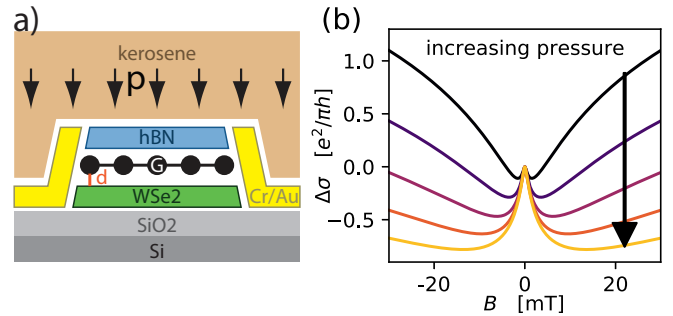 a)
kerosene
p
hBN
G
d
WSe2
Cr/Au
SiO2
Si
(b)
increasing pressure
1.0
0.5
0.0
−0.5
Δσ [e²/πh]
-20
0
20
B [mT]